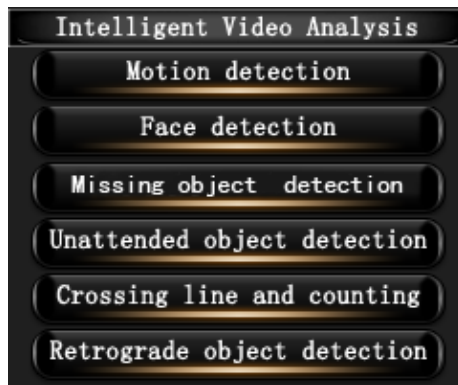 Intelligent Video Analysis
Motion detection
Face detection
Missing object detection
Unattended object detection
Crossing line and counting
Retrograde object detection